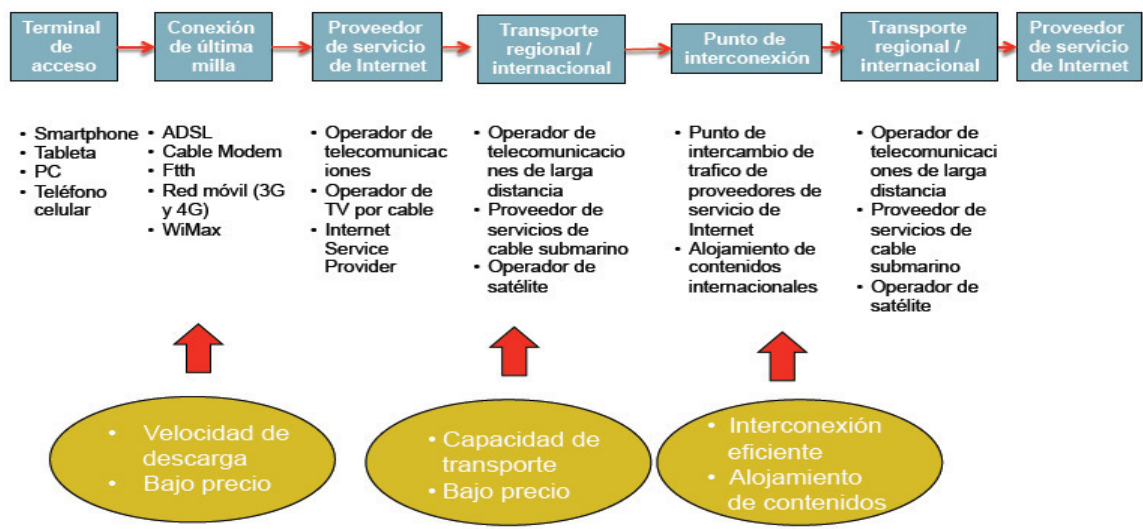 Terminal
de
acceso
Conexión
de última
milla
Proveedor
de servicio
de Internet
Transporte
regional /
internacional
Punto de
interconexión
Transporte
regional /
internacional
Proveedor
de servicio
de Internet
• Smartphone
• Tableta
• PC
• Teléfono
celular
• ADSL
• Cable Modem
• Ftth
• Red móvil (3G
y 4G)
• WiMax
• Operador de
telecomunicac
iones
• Operador de
TV por cable
• Internet
Service
Provider
• Operador de
telecomunicacio
nes de larga
distancia
• Proveedor de
servicios de
cable submarino
• Operador de
satélite
• Punto de
intercambio de
trafico de
proveedores de
servicio de
Internet
• Alojamiento de
contenidos
internacionales
• Operador de
telecomunicaci
ones de larga
distancia
• Proveedor de
servicios de
cable
submarino
• Operador de
satélite
• Velocidad de
descarga
• Bajo precio
• Capacidad de
transporte
• Bajo precio
• Interconexión
eficiente
• Alojamiento
de contenidos